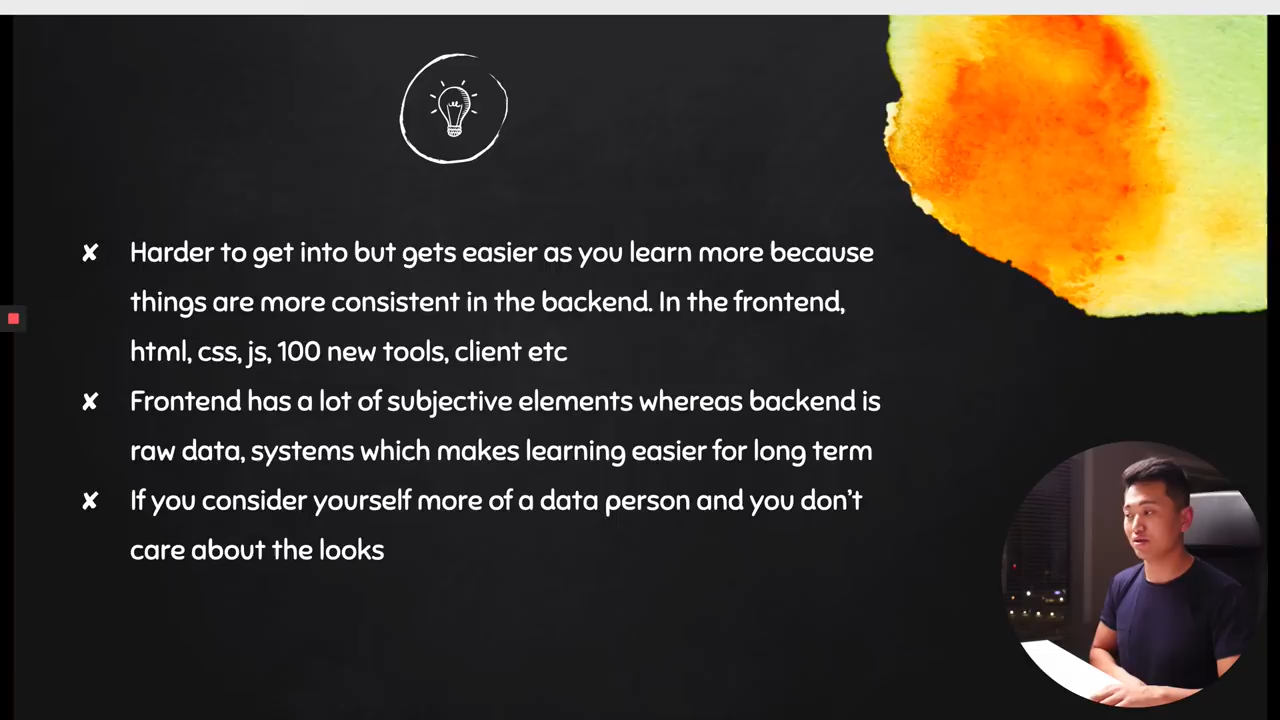 ✘ Harder to get into but gets easier as you learn more because
things are more consistent in the backend. In the frontend,
html, css, js, 100 new tools, client etc
✘ Frontend has a lot of subjective elements whereas backend is
raw data, systems which makes learning easier for long term
✘ If you consider yourself more of a data person and you don't
care about the looks